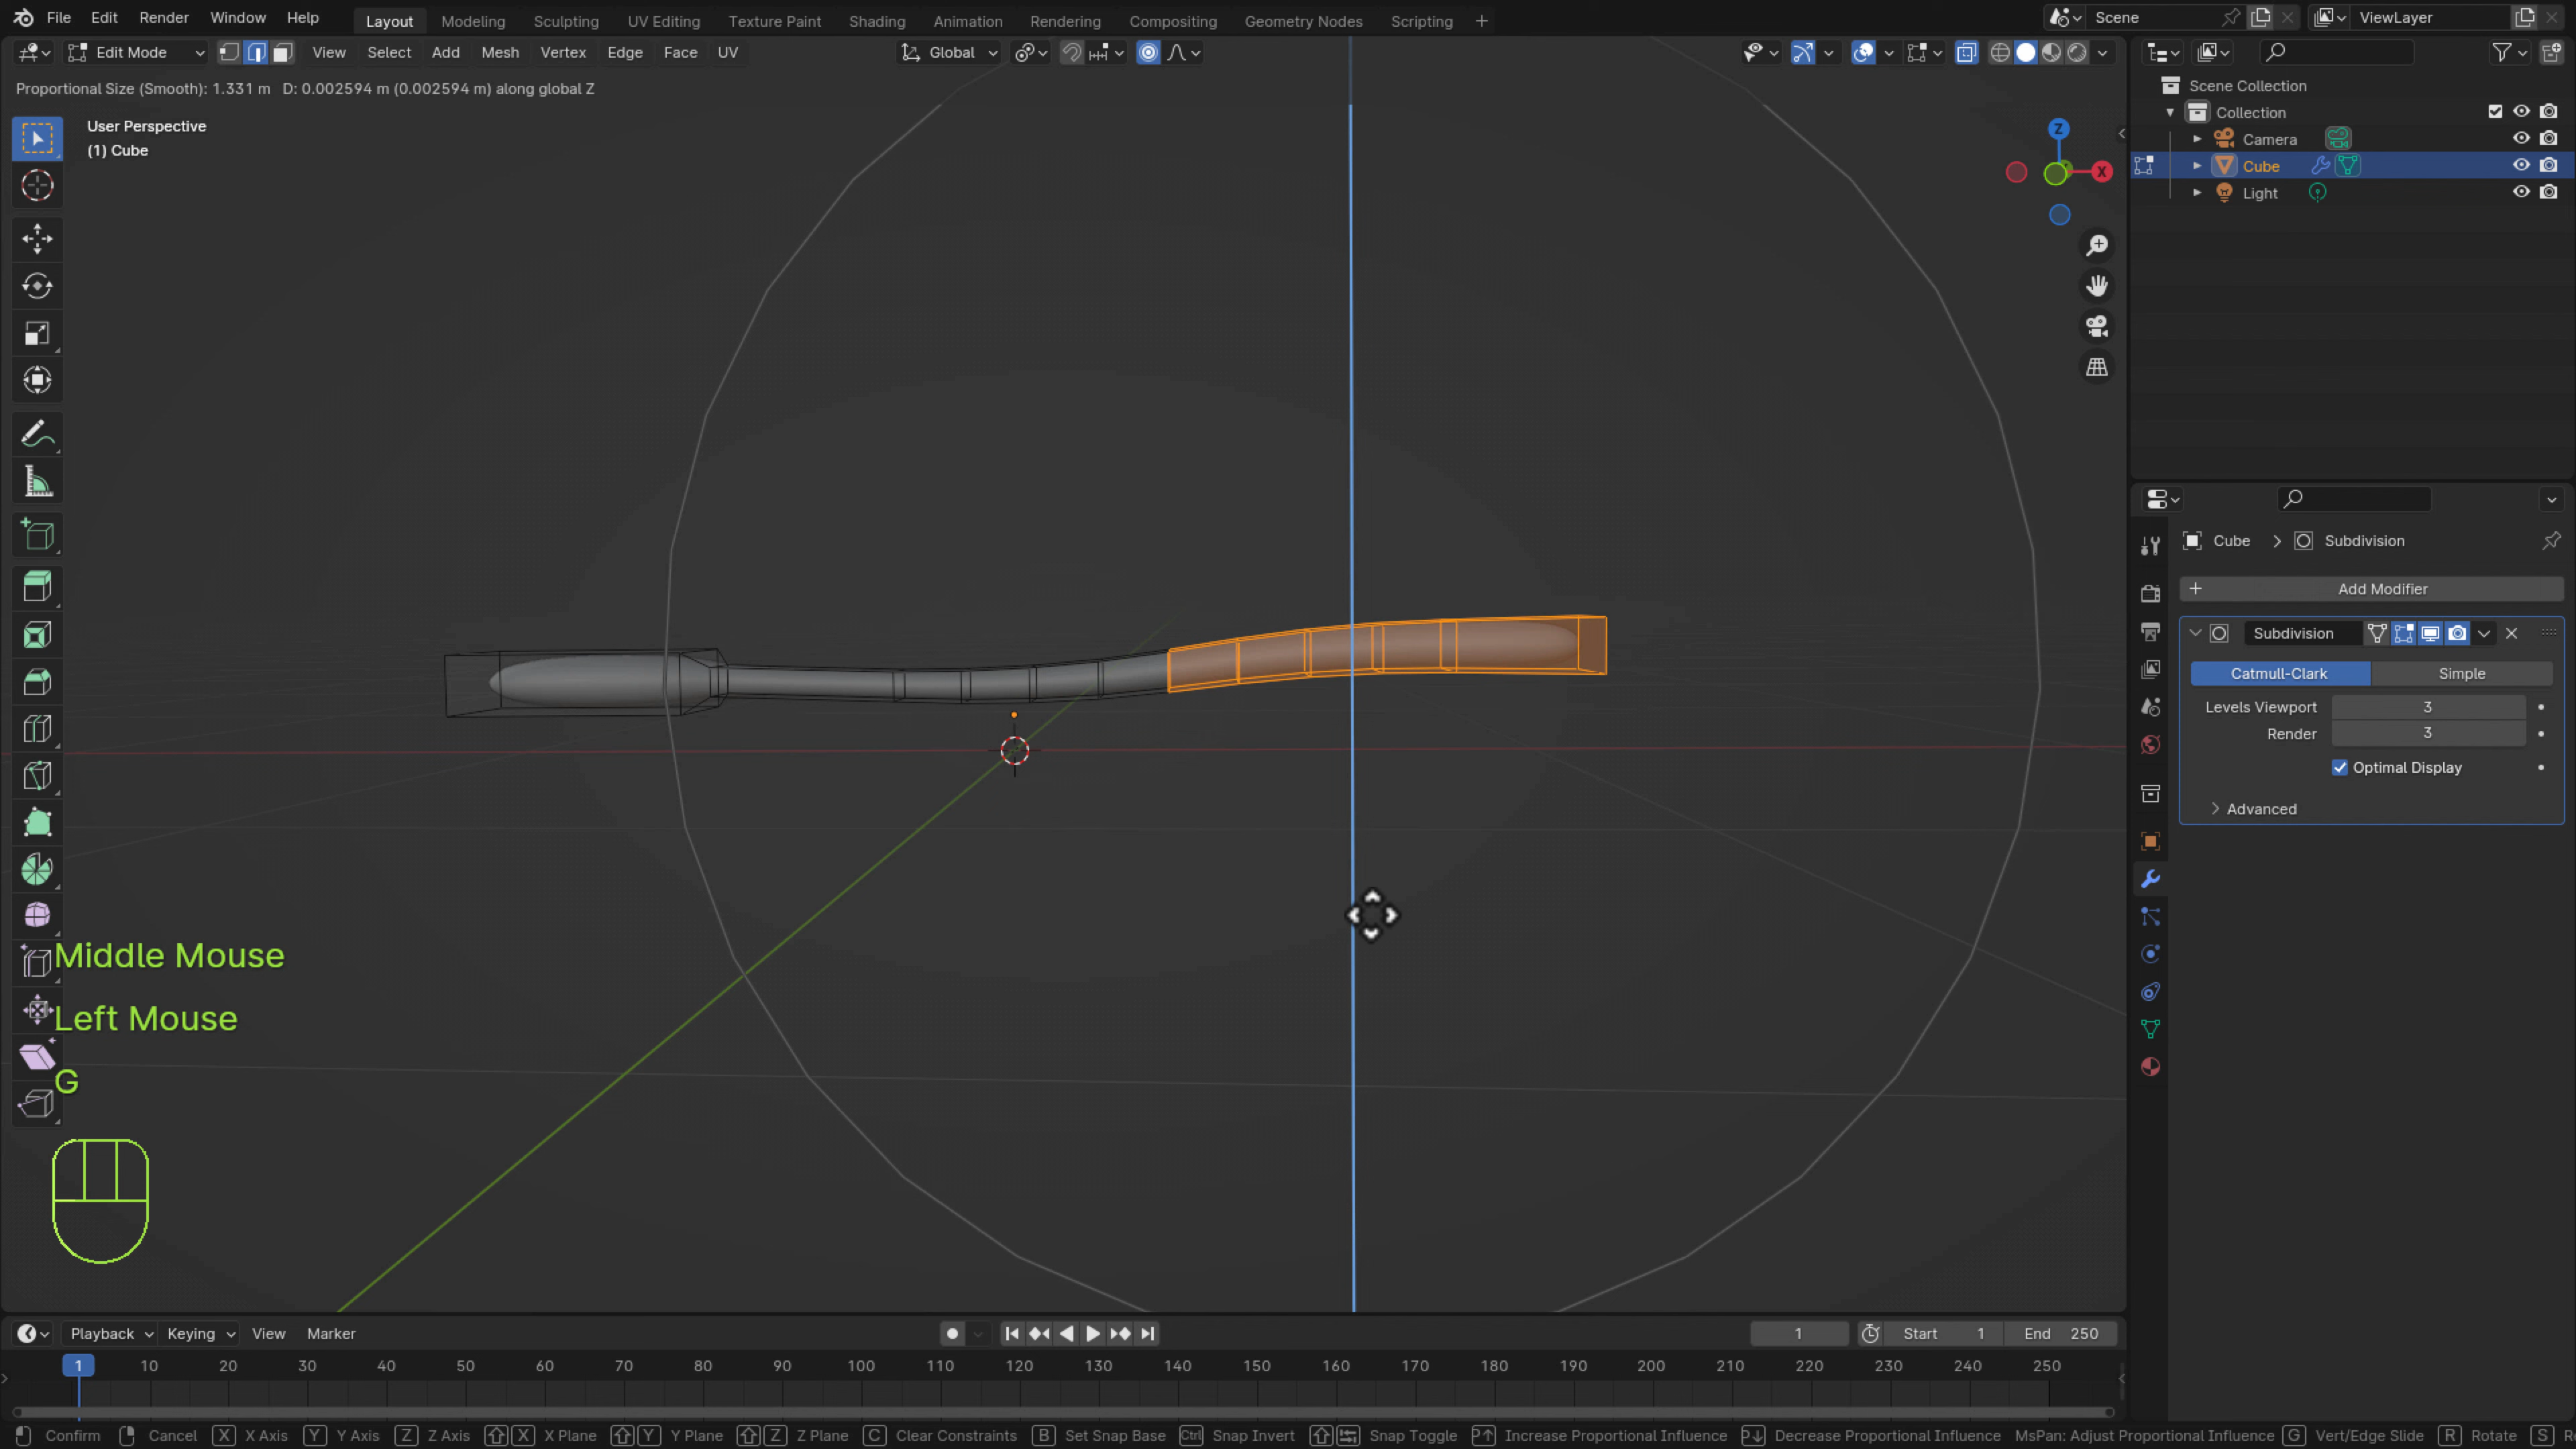 File Edit Render Window Help Layout Modeling Sculpting UV Editing Texture Paint Shading Animation Rendering Compositing Geometry Nodes Scripting Scene ViewLayer
Edit Mode View Select Add Mesh Vertex Edge Face UV Global
Proportional Size (Smooth): 1.331 m D: 0.002594 m (0.002594 m) along global Z
User Perspective
(1) Cube
Z
X
Scene Collection
Collection
Camera
Cube
Light
Cube Subdivision
Add Modifier
Subdivision
Catmull-Clark Simple
Levels Viewport 3
Render 3
Optimal Display
Advanced
Middle Mouse
Left Mouse
G
Playback Keying View Marker 1 Start 1 End 250
1 10 20 30 40 50 60 70 80 90 100 110 120 130 140 150 160 170 180 190 200 210 220 230 240 250
Confirm Cancel X X Axis Y Y Axis Z Z Axis X X Plane Y Y Plane Z Z Plane C Clear Constraints B Set Snap Base Ctrl Snap Invert Snap Toggle Increase Proportional Influence Decrease Proportional Influence MsPan: Adjust Proportional Influence G Vert/Edge Slide R Rotate S